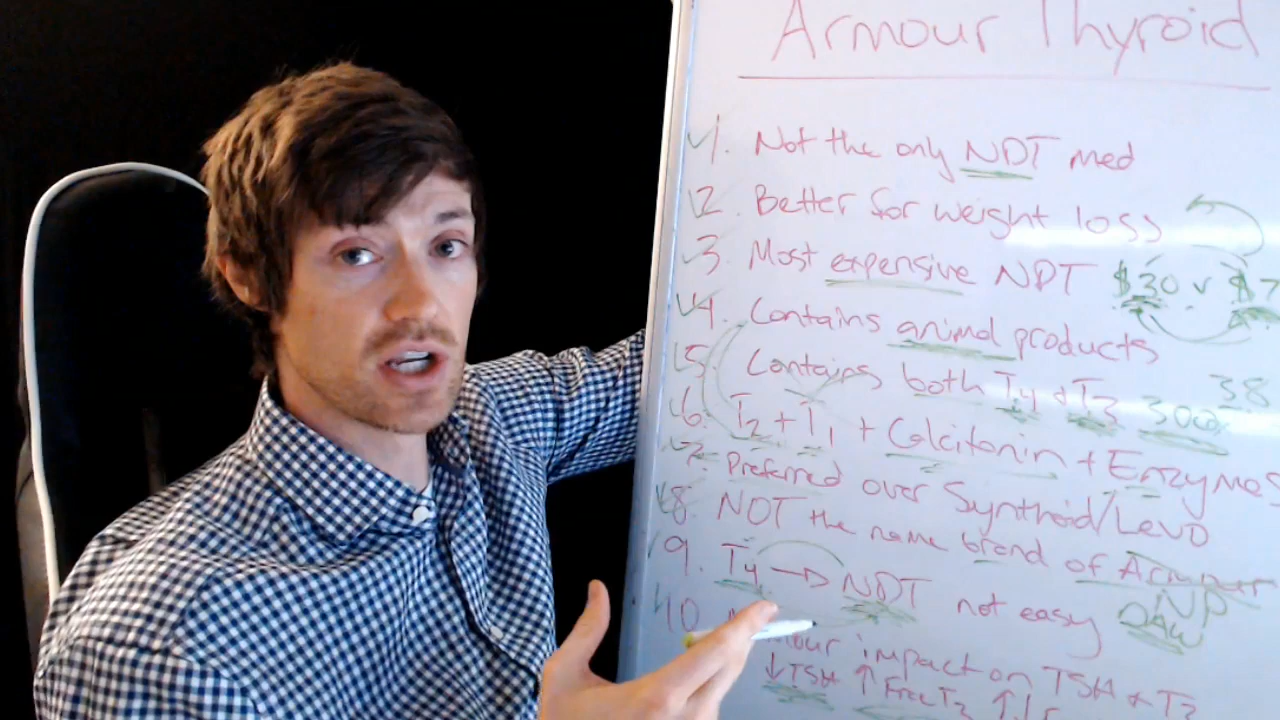 Armour Thyroid
1. Not the only NDT med
2. Better for weight loss
3. Most expensive NDT $30 v $7
4. Contains animal products
5. Contains both T4 & T3 38
6. T2 + T1 + Calcitonin + Enzymes
7. Preferred over Synthroid/Levo
8. NOT the name brand of Armour
9. T4 → NDT not easy DAW
10. impact on TSH & T3
↓TSH ↑ Free T3